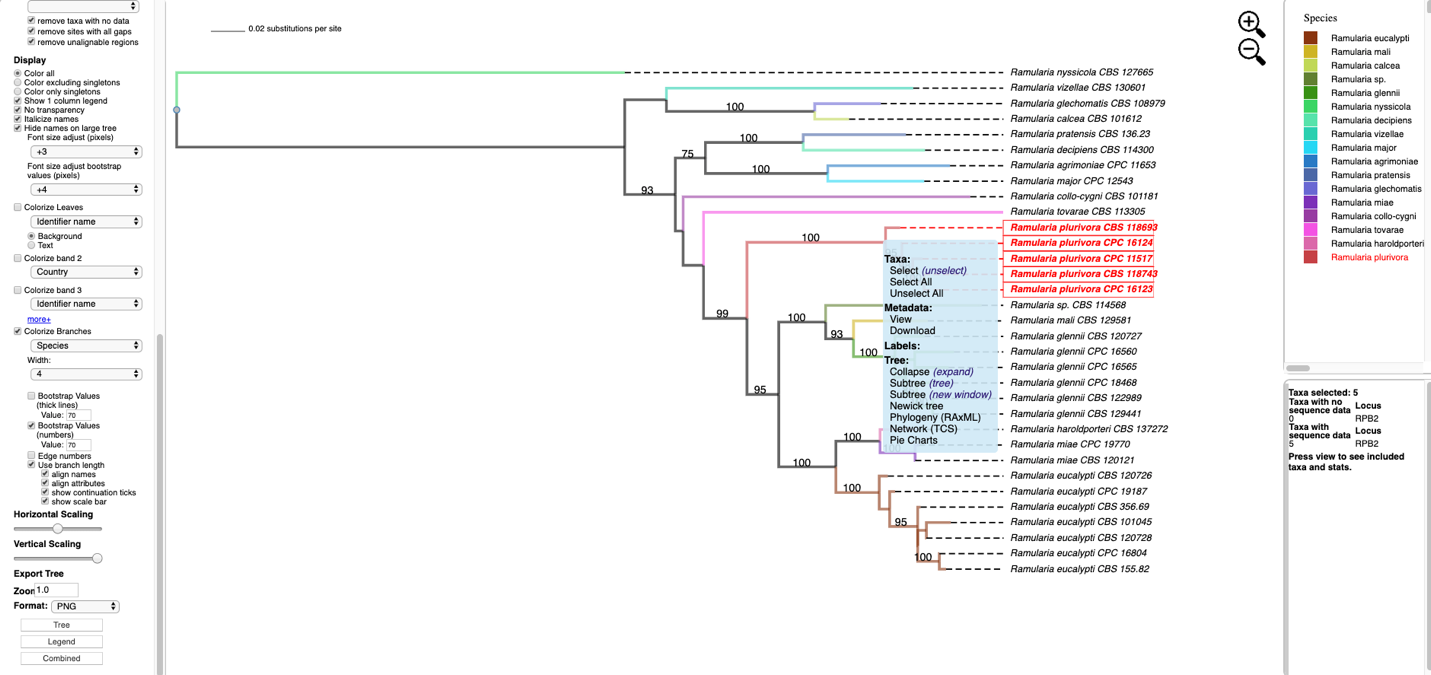 remove taxa with no data
remove sites with all gaps
remove unalignable regions
Display
Color all
Color excluding singletons
Color only singletons
Show 1 column legend
No transparency
Italicize names
Hide names on large tree
Font size adjust (pixels)
+3
Font size adjust bootstrap
values (pixels)
+4
Colorize Leaves
Identifier name
Background
Text
Colorize band 2
Country
Colorize band 3
Identifier name
more+
Colorize Branches
Species
Width:
4
Bootstrap Values
(thick lines)
Value: 70
Bootstrap Values
(numbers)
Value: 70
Edge numbers
Use branch length
align names
align attributes
show continuation ticks
show scale bar
Horizontal Scaling
Vertical Scaling
Export Tree
Zoom 1.0
Format: PNG
Tree
Legend
Combined
0.02 substitutions per site
Ramularia nyssicola CBS 127665
Ramularia vizellae CBS 130601
100
Ramularia glechomatis CBS 108979
Ramularia calcea CBS 101612
Ramularia pratensis CBS 136.23
100
Ramularia decipiens CBS 114300
75
Ramularia agrimoniae CPC 11653
100
Ramularia major CPC 12543
93
Ramularia collo-cygni CBS 101181
Ramularia tovarae CBS 113305
Ramularia plurivora CBS 118693
100
Ramularia plurivora CPC 16124
Ramularia plurivora CPC 11517
Ramularia plurivora CBS 118743
Ramularia plurivora CPC 16123
Ramularia sp. CBS 114568
99
100
Ramularia mali CBS 129581
93
Ramularia glennii CBS 120727
100
Ramularia glennii CPC 16560
Ramularia glennii CPC 16565
Ramularia glennii CPC 18468
95
Ramularia glennii CBS 122989
Ramularia glennii CBS 129441
Ramularia haroldporteri CBS 137272
100
Ramularia miae CPC 19770
100
Ramularia miae CBS 120121
100
Ramularia eucalypti CBS 120726
100
Ramularia eucalypti CPC 19187
Ramularia eucalypti CBS 356.69
95
Ramularia eucalypti CBS 101045
Ramularia eucalypti CBS 120728
100
Ramularia eucalypti CPC 16804
Ramularia eucalypti CBS 155.82
Taxa:
Select (unselect)
Select All
Unselect All
Metadata:
View
Download
Labels:
Tree:
Collapse (expand)
Subtree (tree)
Subtree (new window)
Newick tree
Phylogeny (RAxML)
Network (TCS)
Pie Charts
Species
Ramularia eucalypti
Ramularia mali
Ramularia calcea
Ramularia sp.
Ramularia glennii
Ramularia nyssicola
Ramularia decipiens
Ramularia vizellae
Ramularia major
Ramularia agrimoniae
Ramularia pratensis
Ramularia glechomatis
Ramularia miae
Ramularia collo-cygni
Ramularia tovarae
Ramularia haroldporteri
Ramularia plurivora
Taxa selected: 5
Taxa with no
sequence data
Locus
0
RPB2
Taxa with
sequence data
Locus
5
RPB2
Press view to see included
taxa and stats.